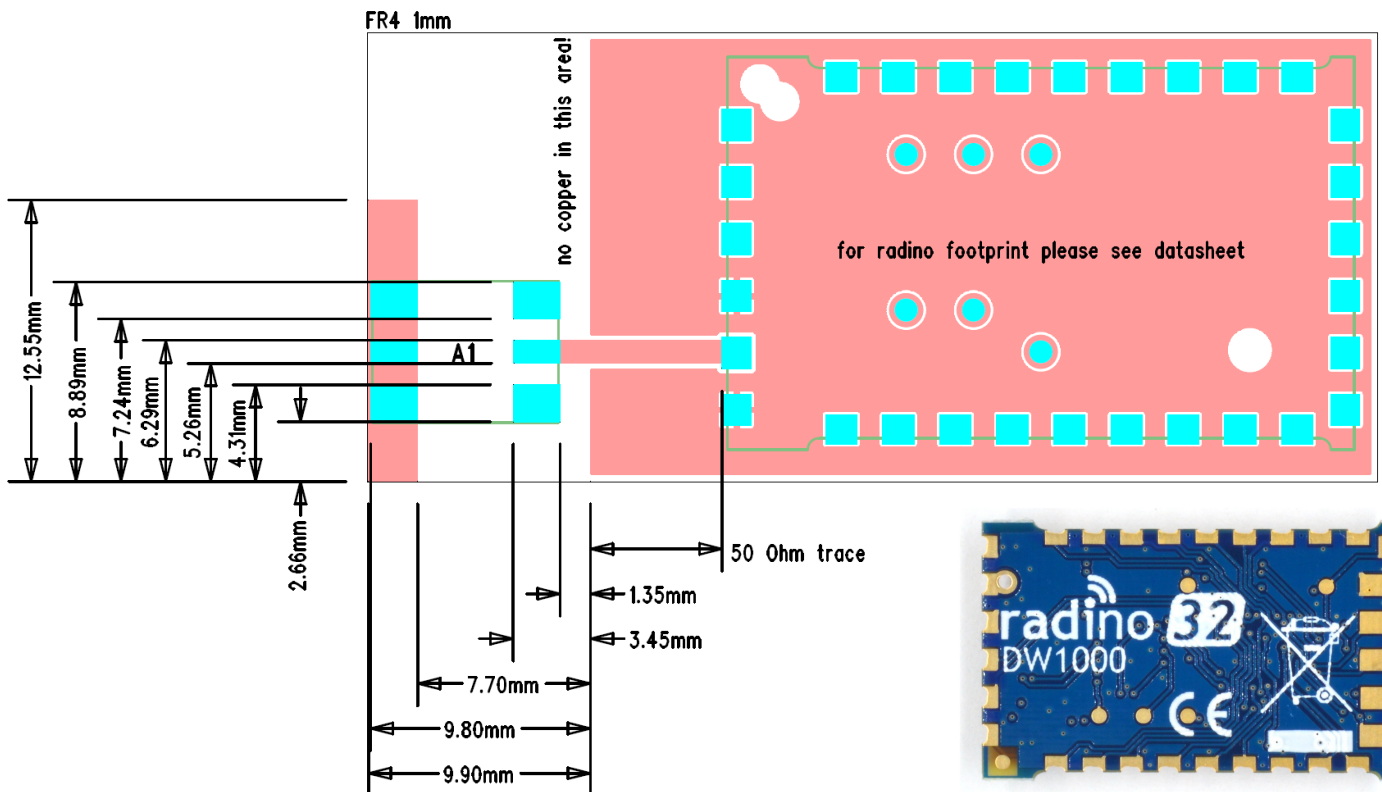 FR4 1mm
no copper in this area!
for radino footprint please see datasheet
A1
12.55mm
8.89mm
7.24mm
6.29mm
5.26mm
4.31mm
2.66mm
50 Ohm trace
1.35mm
3.45mm
7.70mm
9.80mm
9.90mm
radino 32
DW1000
CE